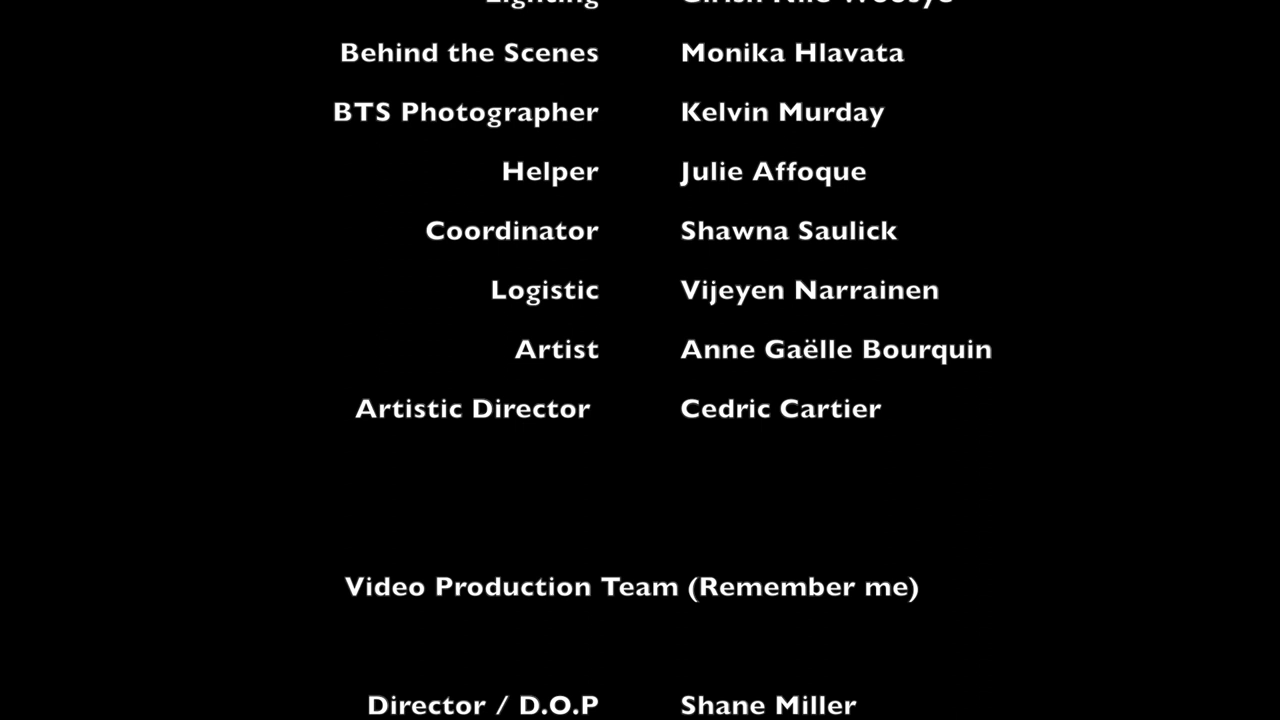 Lighting
Behind the Scenes Monika Hlavata
BTS Photographer Kelvin Murday
Helper Julie Affoque
Coordinator Shawna Saulick
Logistic Vijeyen Narrainen
Artist Anne Gaëlle Bourquin
Artistic Director Cedric Cartier
Video Production Team (Remember me)
Director / D.O.P Shane Miller